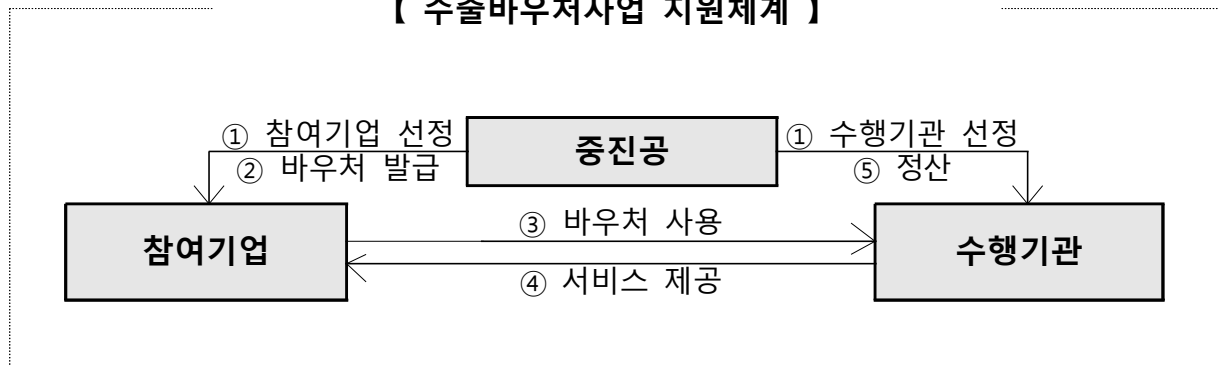 【 수출바우처사업 지원체계 】
① 참여기업 선정
② 바우처 발급
중진공
① 수행기관 선정
⑤ 정산
참여기업
③ 바우처 사용
④ 서비스 제공
수행기관